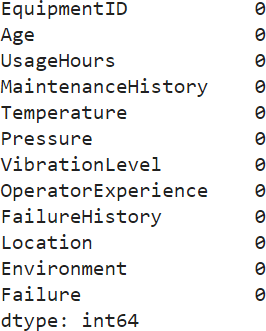 EquipmentID 0
Age 0
UsageHours 0
MaintenanceHistory 0
Temperature 0
Pressure 0
VibrationLevel 0
OperatorExperience 0
FailureHistory 0
Location 0
Environment 0
Failure 0
dtype: int64